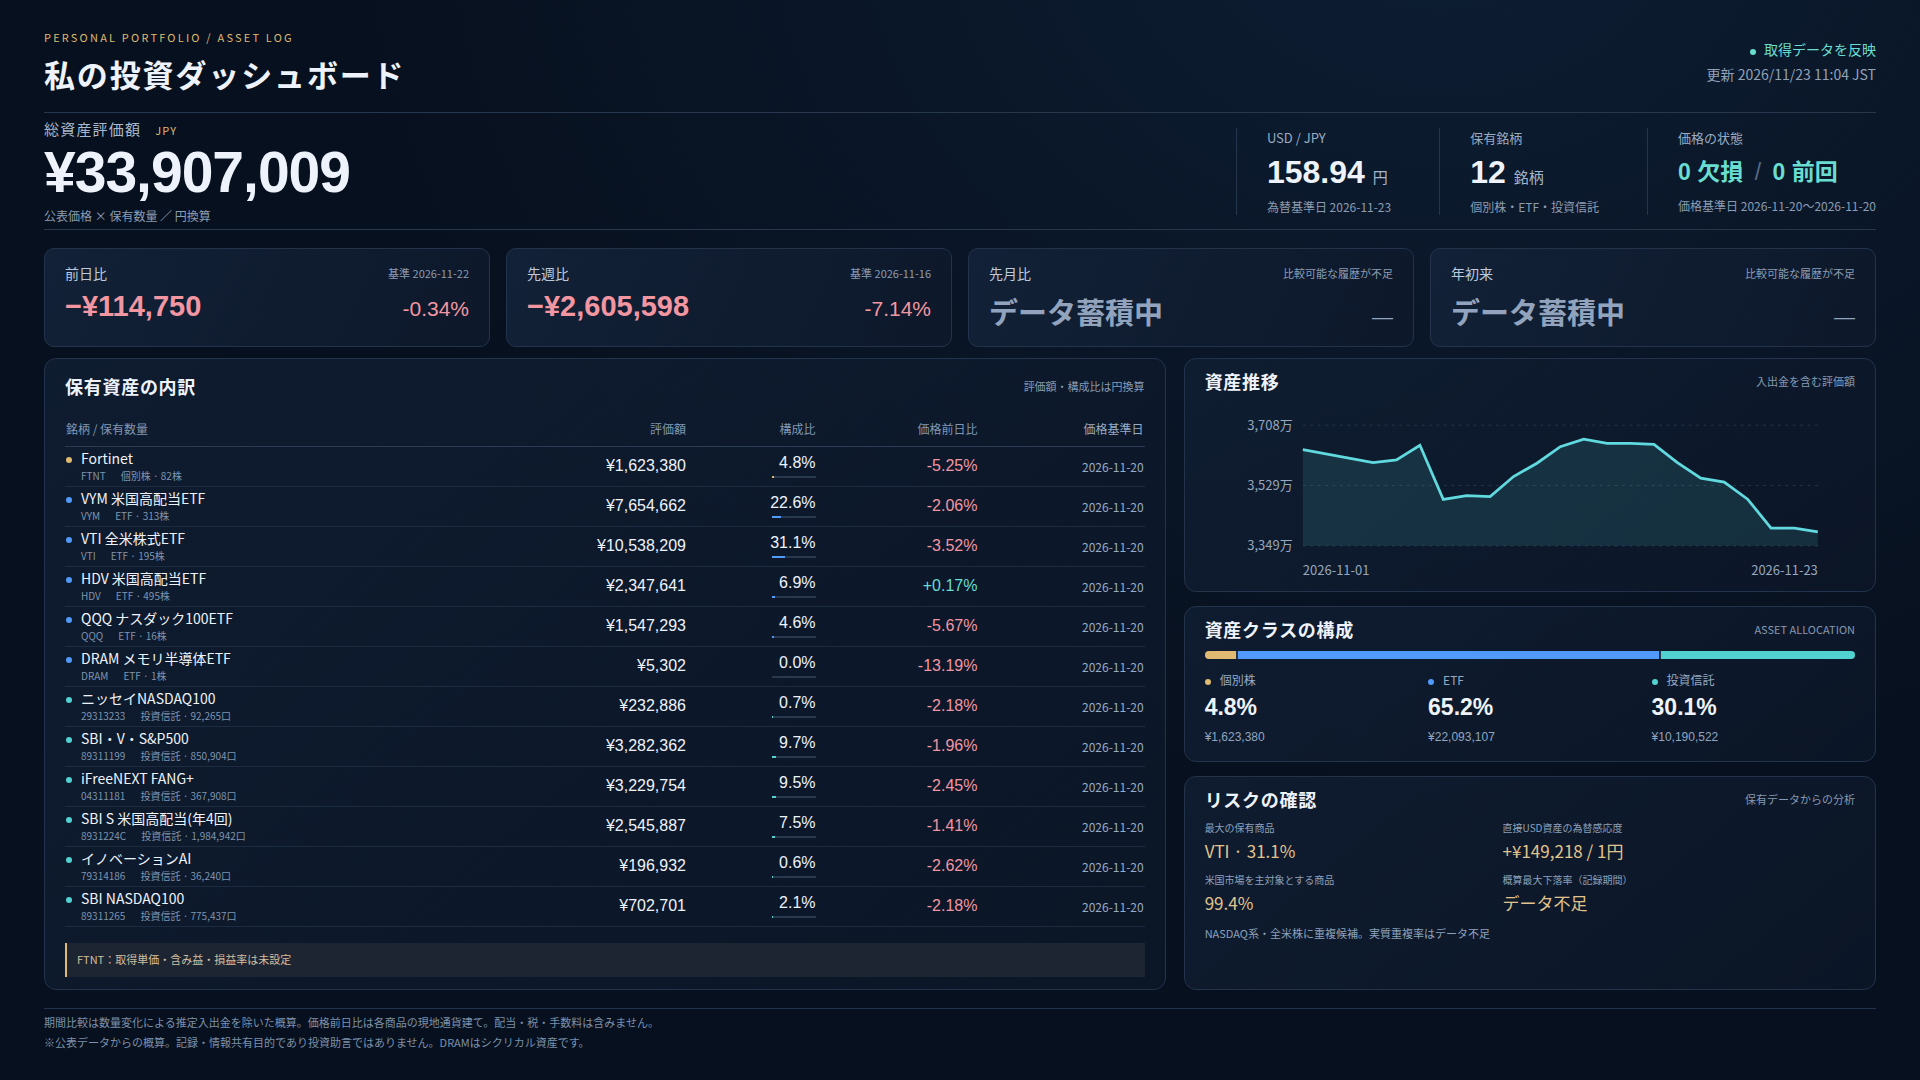 PERSONAL PORTFOLIO / ASSET LOG
私の投資ダッシュボード
取得データを反映
更新 2026/11/23 11:04 JST
総資産評価額 JPY
¥33,907,009
公表価格 × 保有数量 ／ 円換算
USD / JPY
158.94 円
為替基準日 2026-11-23
保有銘柄
12 銘柄
個別株・ETF・投資信託
価格の状態
0 欠損 / 0 前回
価格基準日 2026-11-20〜2026-11-20
前日比 基準 2026-11-22
−¥114,750 -0.34%
先週比 基準 2026-11-16
−¥2,605,598 -7.14%
先月比 比較可能な履歴が不足
データ蓄積中 —
年初来 比較可能な履歴が不足
データ蓄積中 —
保有資産の内訳 評価額・構成比は円換算
銘柄 / 保有数量 評価額 構成比 価格前日比 価格基準日
Fortinet ¥1,623,380 4.8% -5.25% 2026-11-20
FTNT 個別株・82株
VYM 米国高配当ETF ¥7,654,662 22.6% -2.06% 2026-11-20
VYM ETF・313株
VTI 全米株式ETF ¥10,538,209 31.1% -3.52% 2026-11-20
VTI ETF・195株
HDV 米国高配当ETF ¥2,347,641 6.9% +0.17% 2026-11-20
HDV ETF・495株
QQQ ナスダック100ETF ¥1,547,293 4.6% -5.67% 2026-11-20
QQQ ETF・16株
DRAM メモリ半導体ETF ¥5,302 0.0% -13.19% 2026-11-20
DRAM ETF・1株
ニッセイNASDAQ100 ¥232,886 0.7% -2.18% 2026-11-20
29313233 投資信託・92,265口
SBI・V・S&P500 ¥3,282,362 9.7% -1.96% 2026-11-20
89311199 投資信託・850,904口
iFreeNEXT FANG+ ¥3,229,754 9.5% -2.45% 2026-11-20
04311181 投資信託・367,908口
SBI S 米国高配当(年4回) ¥2,545,887 7.5% -1.41% 2026-11-20
8931224C 投資信託・1,984,942口
イノベーションAI ¥196,932 0.6% -2.62% 2026-11-20
79314186 投資信託・36,240口
SBI NASDAQ100 ¥702,701 2.1% -2.18% 2026-11-20
89311265 投資信託・775,437口
FTNT：取得単価・含み益・損益率は未設定
資産推移 入出金を含む評価額
3,708万
3,529万
3,349万
2026-11-01 2026-11-23
資産クラスの構成 ASSET ALLOCATION
個別株 ETF 投資信託
4.8% 65.2% 30.1%
¥1,623,380 ¥22,093,107 ¥10,190,522
リスクの確認 保有データからの分析
最大の保有商品 直接USD資産の為替感応度
VTI・31.1% +¥149,218 / 1円
米国市場を主対象とする商品 概算最大下落率（記録期間）
99.4% データ不足
NASDAQ系・全米株に重複候補。実質重複率はデータ不足
期間比較は数量変化による推定入出金を除いた概算。価格前日比は各商品の現地通貨建て。配当・税・手数料は含みません。
※公表データからの概算。記録・情報共有目的であり投資助言ではありません。DRAMはシクリカル資産です。